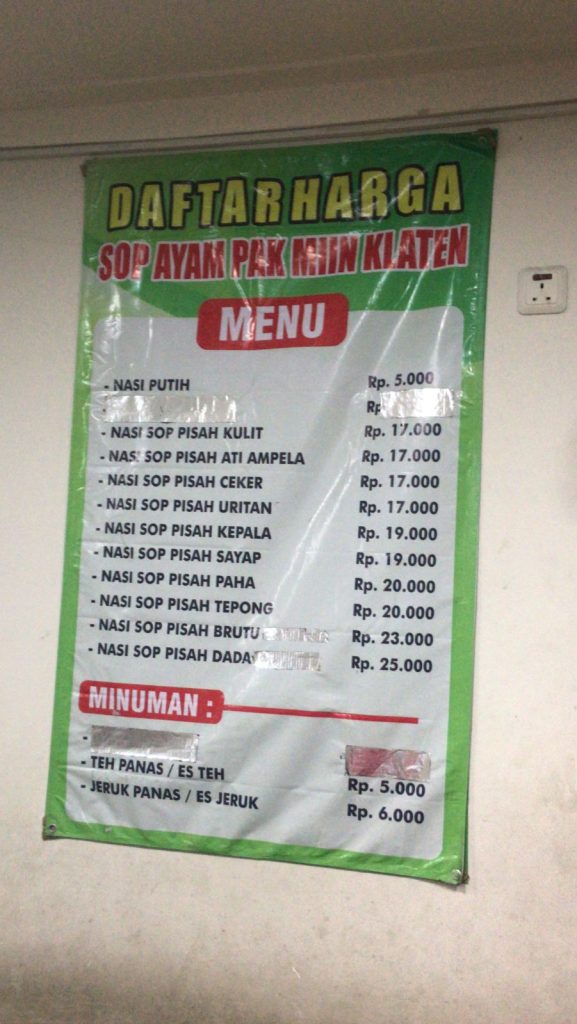 DAFTAR HARGA
SOP AYAM PAK MIIN KLATEN
MENU
- NASI PUTIH Rp. 5.000
- Rp
- NASI SOP PISAH KULIT Rp. 17.000
- NASI SOP PISAH ATI AMPELA Rp. 17.000
- NASI SOP PISAH CEKER Rp. 17.000
- NASI SOP PISAH URITAN Rp. 17.000
- NASI SOP PISAH KEPALA Rp. 19.000
- NASI SOP PISAH SAYAP Rp. 19.000
- NASI SOP PISAH PAHA Rp. 20.000
- NASI SOP PISAH TEPONG Rp. 20.000
- NASI SOP PISAH BRUTU Rp. 23.000
- NASI SOP PISAH DADA Rp. 25.000
MINUMAN :
-
- TEH PANAS / ES TEH Rp. 5.000
- JERUK PANAS / ES JERUK Rp. 6.000